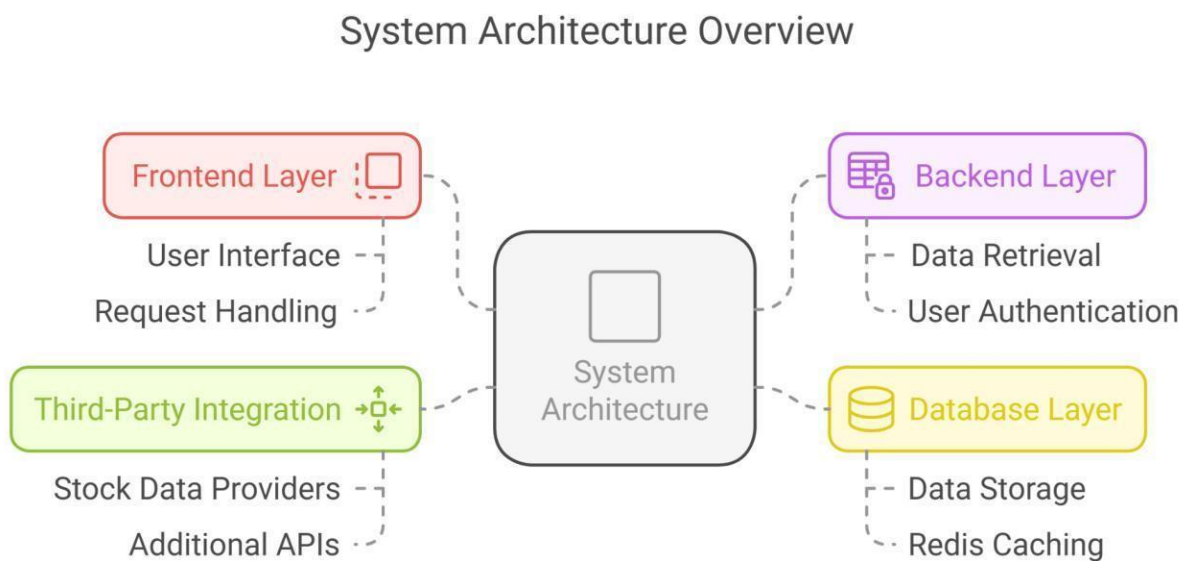 System Architecture Overview
Frontend Layer
User Interface
Request Handling
Third-Party Integration
Stock Data Providers
Additional APIs
System
Architecture
Backend Layer
Data Retrieval
User Authentication
Database Layer
Data Storage
Redis Caching